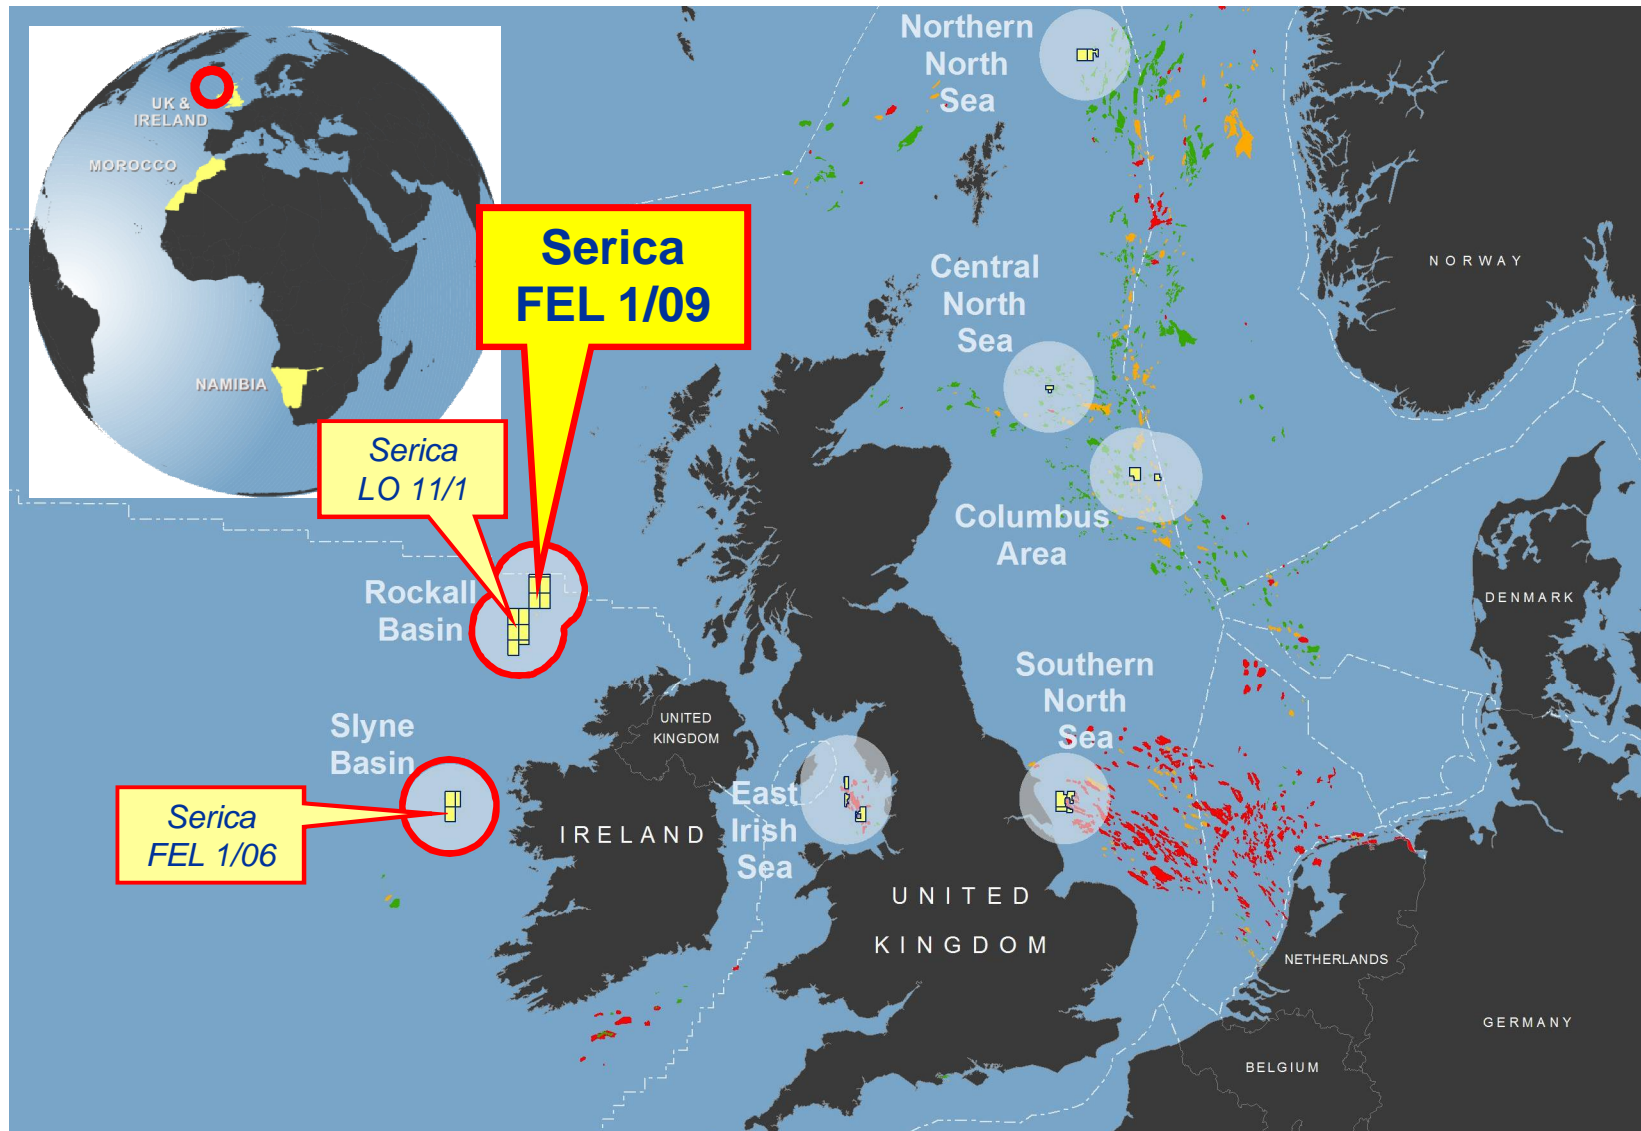 UK &
IRELAND
MOROCCO
NAMIBIA
Northern
North
Sea
Serica
FEL 1/09
Central
North
Sea
NORWAY
Serica
LO 11/1
Columbus
Area
Rockall
Basin
DENMARK
Southern
North
Sea
UNITED
KINGDOM
Slyne
Basin
East
Irish
Sea
Serica
FEL 1/06
IRELAND
UNITED
KINGDOM
NETHERLANDS
GERMANY
BELGIUM